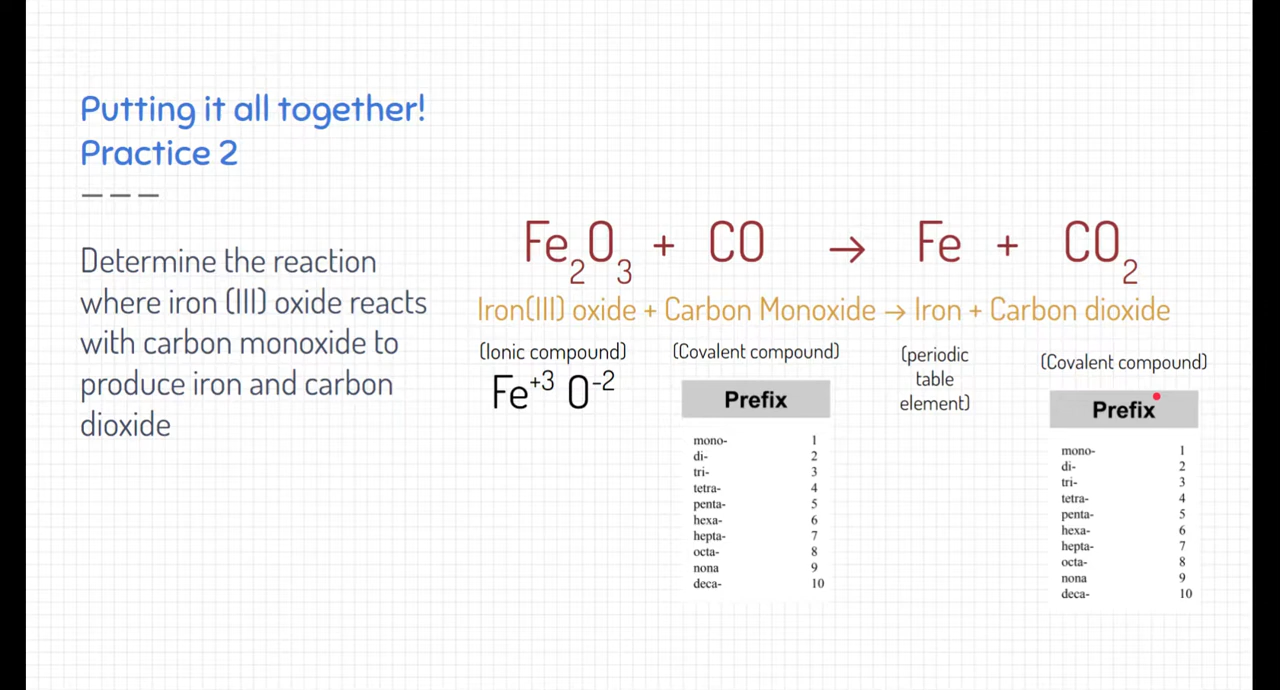 Putting it all together!
Practice 2
Determine the reaction
where iron (III) oxide reacts
with carbon monoxide to
produce iron and carbon
dioxide
Fe₂O₃ + CO → Fe + CO₂
Iron(III) oxide + Carbon Monoxide → Iron + Carbon dioxide
(Ionic compound)
Fe⁺³ O⁻²
(Covalent compound)
Prefix
mono- 1
di- 2
tri- 3
tetra- 4
penta- 5
hexa- 6
hepta- 7
octa- 8
nona 9
deca- 10
(periodic
table
element)
(Covalent compound)
Prefix
mono- 1
di- 2
tri- 3
tetra- 4
penta- 5
hexa- 6
hepta- 7
octa- 8
nona 9
deca- 10